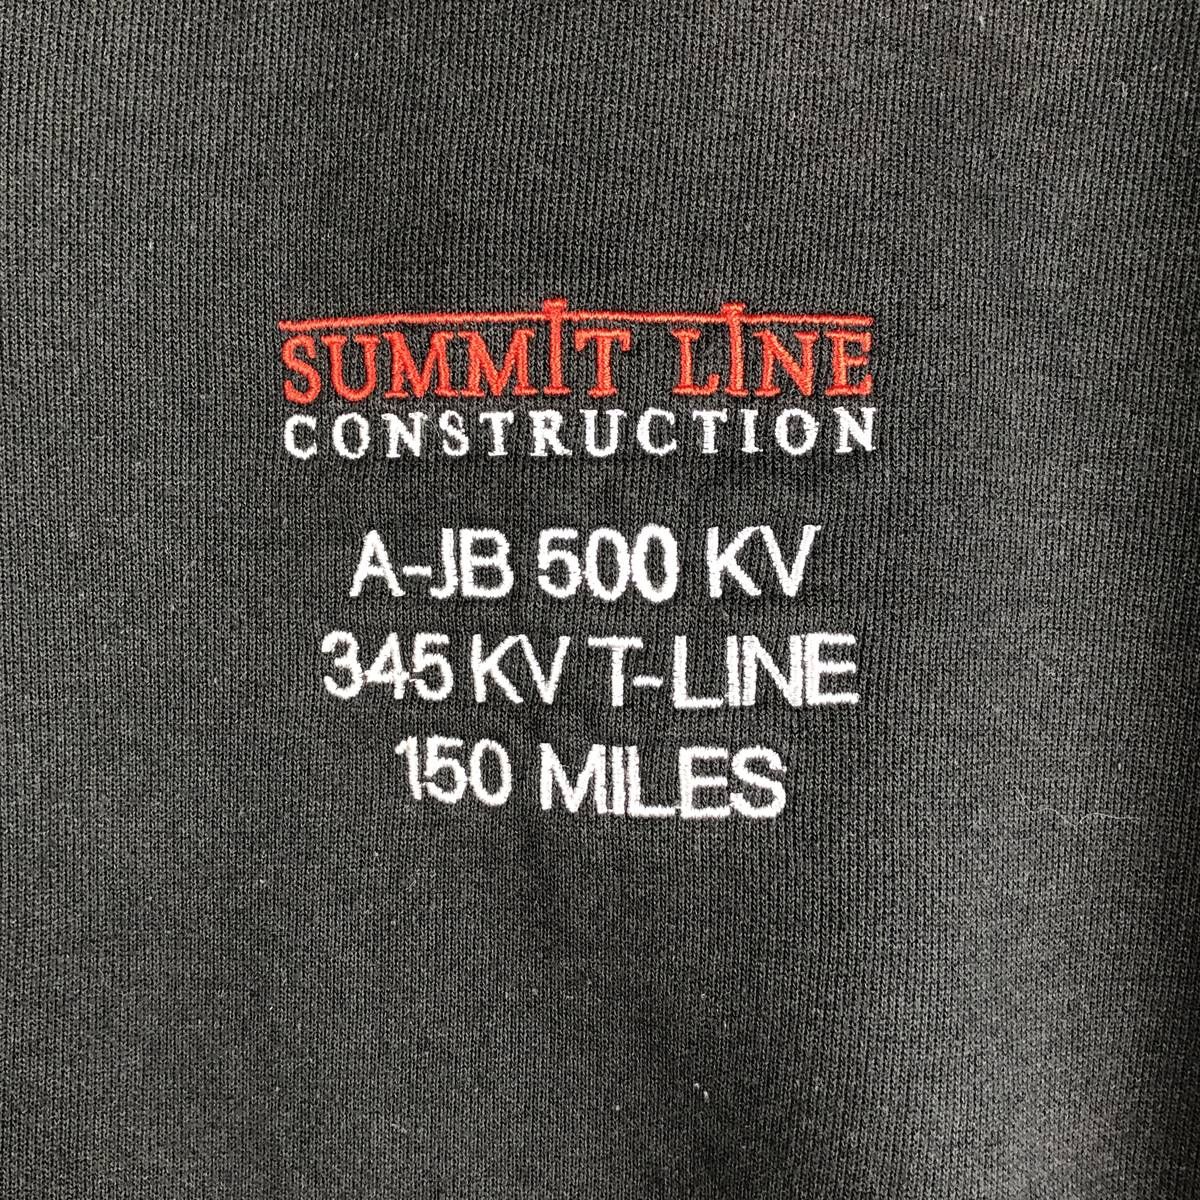 SUMMIT LINE
CONSTRUCTION
A-JB 500 KV
345 KV T-LINE
150 MILES